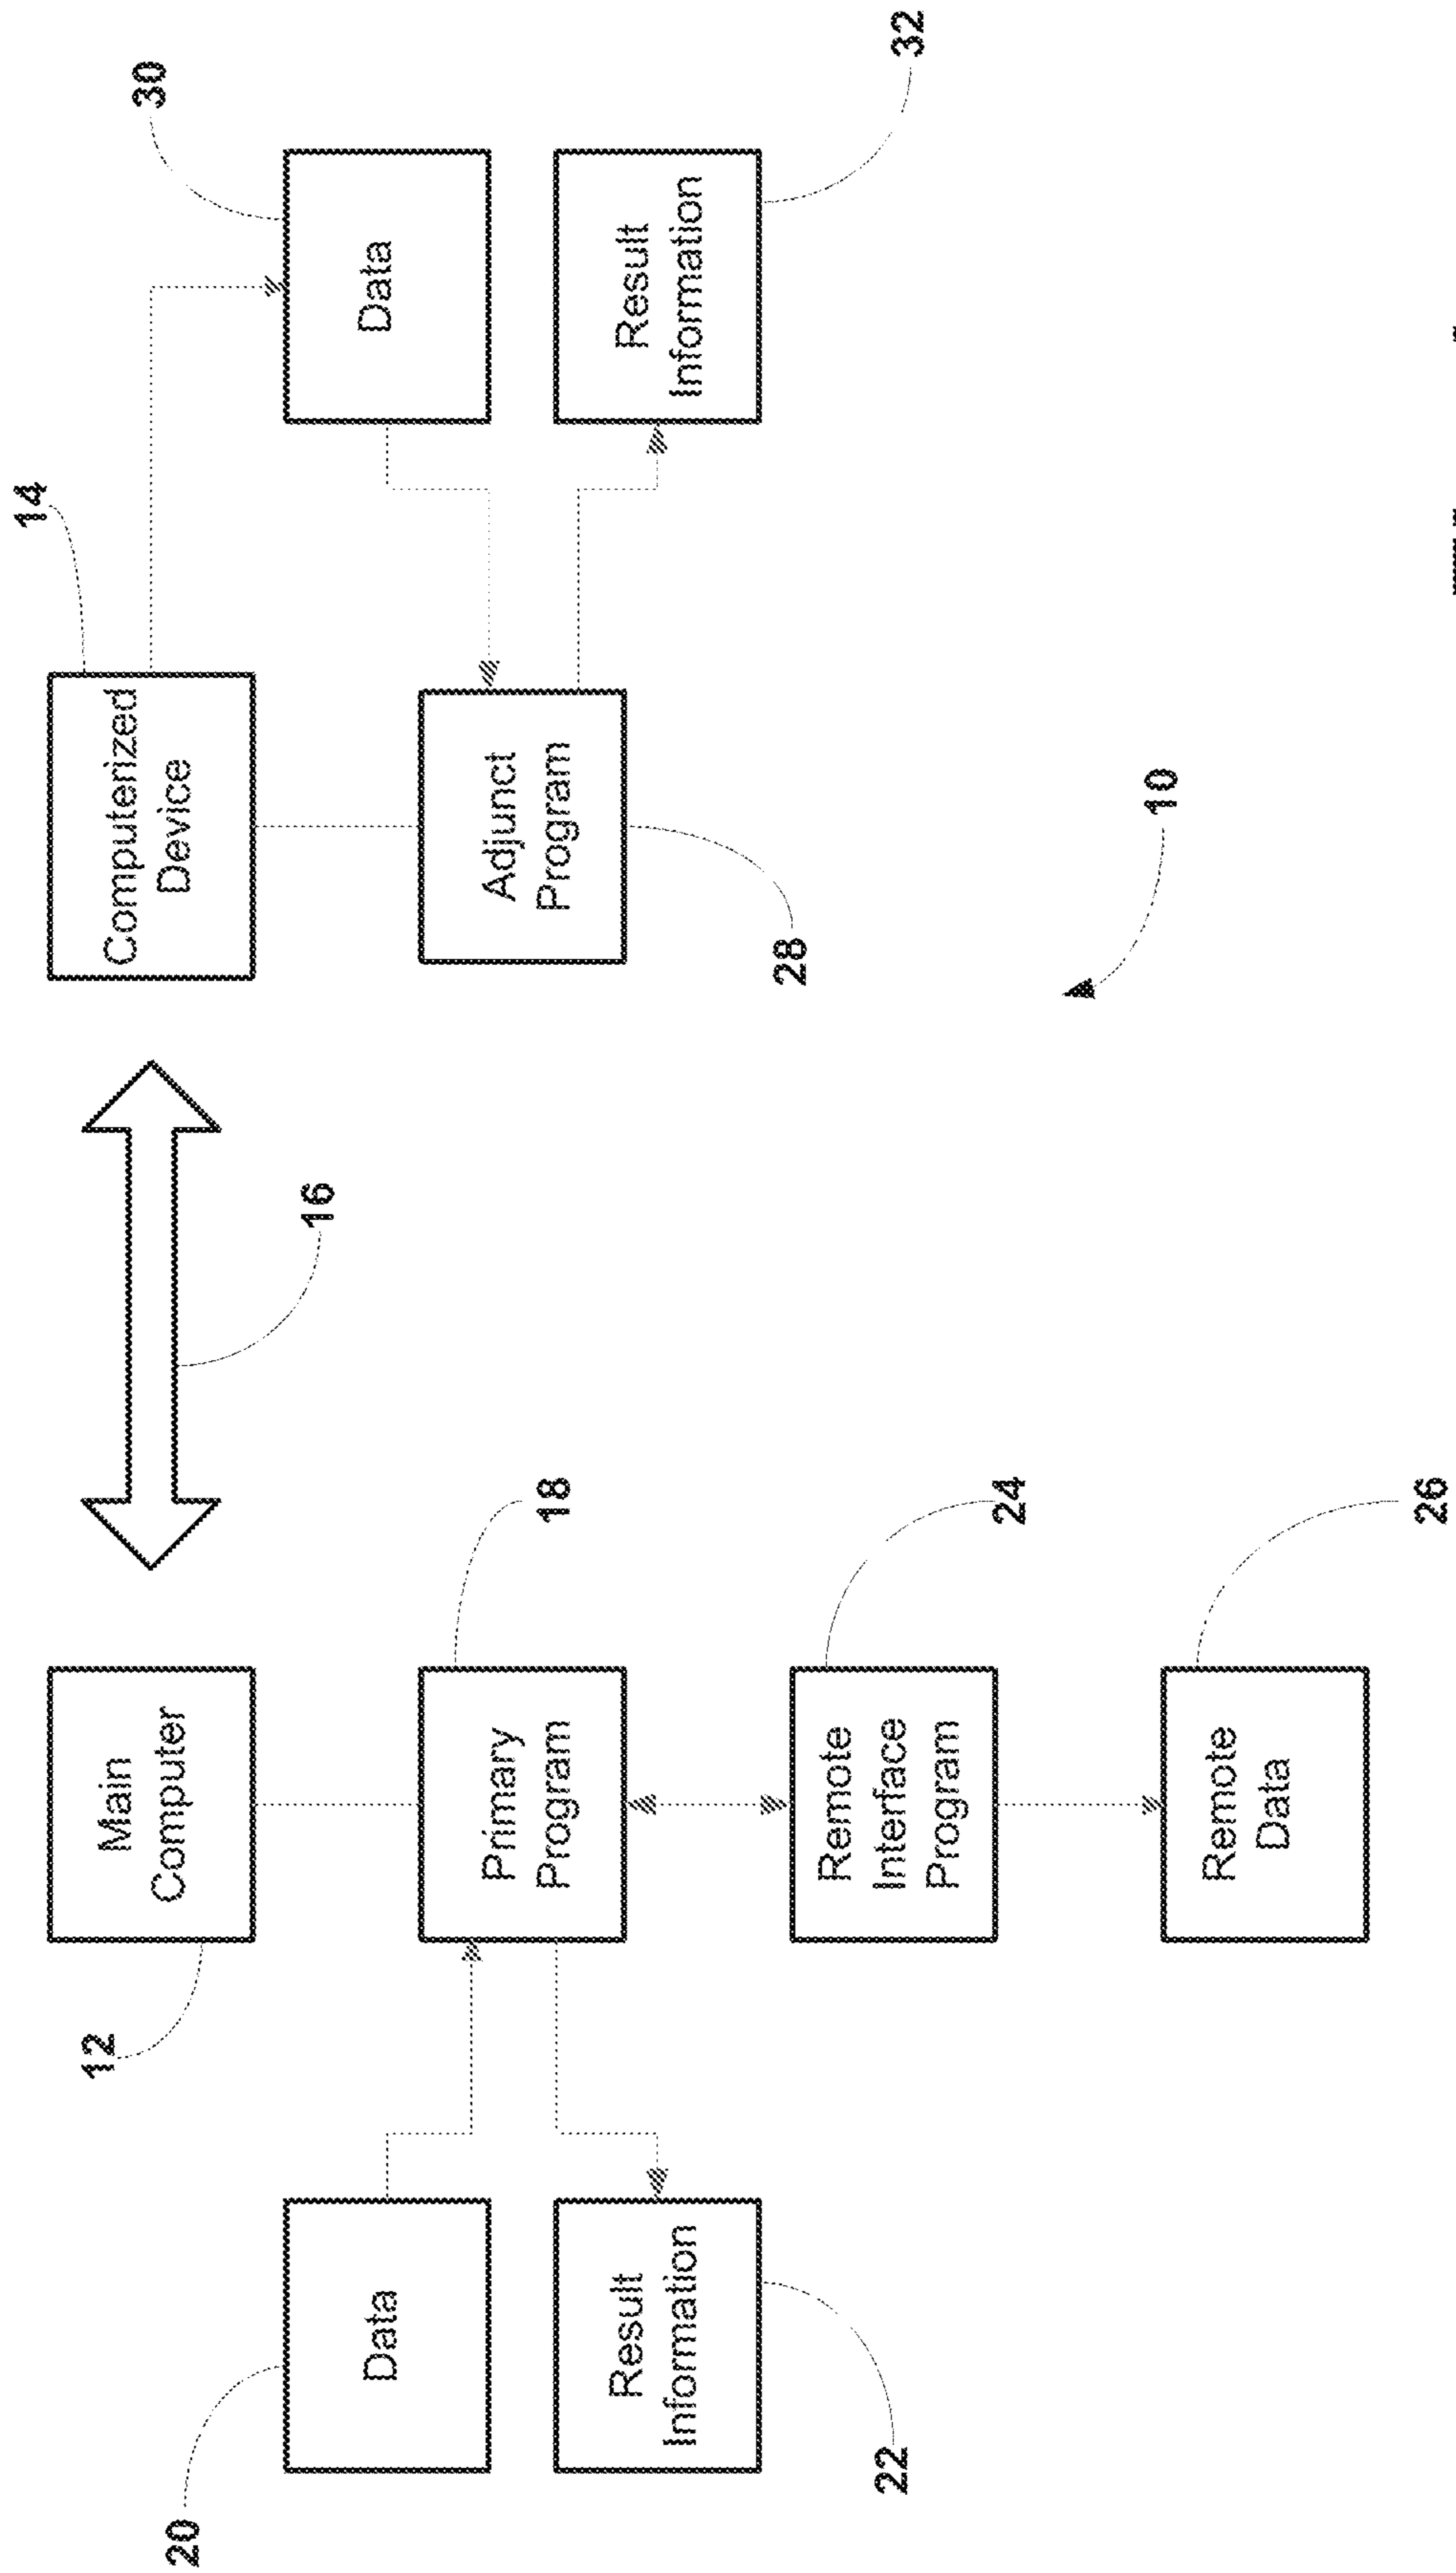 12
Main
Computer
16
14
Computerized
Device
30
20
Data
18
Primary
Program
Adjunct
Program
Data
Result
Information
22
28
Result
Information
32
Remote
Interface
Program
24
10
Remote
Data
26